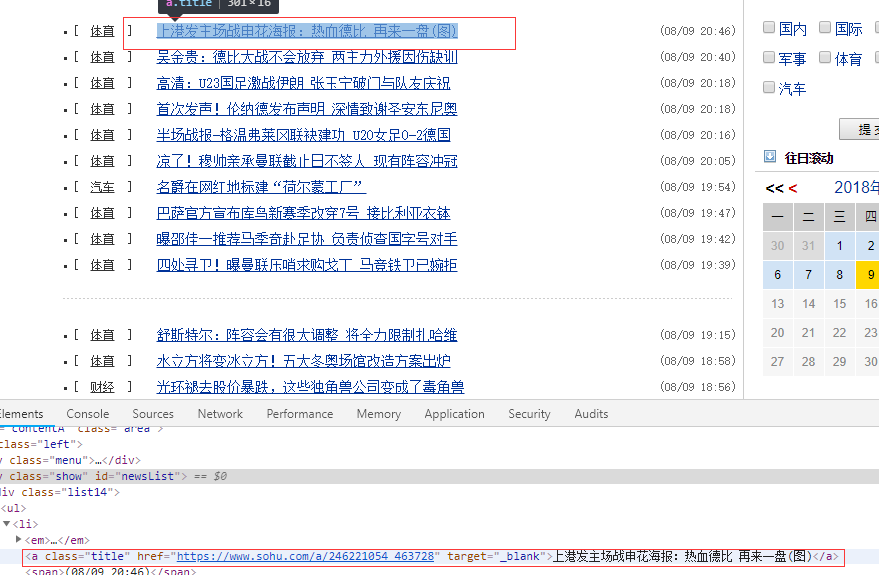 a.title | 301×16
[ 体育 ] 上港发主场战申花海报：热血德比 再来一盘(图) (08/09 20:46)
[ 体育 ] 吴金贵：德比大战不会放弃 两主力外援因伤缺训 (08/09 20:40)
[ 体育 ] 高清：U23国足激战伊朗 张玉宁破门与队友庆祝 (08/09 20:18)
[ 体育 ] 首次发声！伦纳德发布声明 深情致谢圣安东尼奥 (08/09 20:18)
[ 体育 ] 半场战报-格温弗莱冈联袂建功 U20女足0-2德国 (08/09 20:16)
[ 体育 ] 凉了！穆帅亲承曼联截止日不签人 现有阵容冲冠 (08/09 20:05)
[ 汽车 ] 名爵在网红地标建“荷尔蒙工厂” (08/09 19:54)
[ 体育 ] 巴萨官方宣布库鸟新赛季改穿7号 接比利亚衣钵 (08/09 19:47)
[ 体育 ] 曝邵佳一推荐马季奇赴足协 负责侦查国字号对手 (08/09 19:42)
[ 体育 ] 四处寻卫！曝曼联压哨求购戈丁 马竞铁卫已婉拒 (08/09 19:39)
[ 体育 ] 舒斯特尔：阵容会有很大调整 将全力限制扎哈维 (08/09 19:15)
[ 体育 ] 水立方将变冰立方！五大冬奥场馆改造方案出炉 (08/09 18:58)
[ 财经 ] 光环褪去股价暴跌，这些独角兽公司变成了毒角兽 (08/09 18:56)
国内 国际
军事 体育
汽车
提交
往日滚动
<< < 2018年
一 二 三 四
30 31 1 2
6 7 8 9
13 14 15 16
20 21 22 23
27 28 29 30
Elements Console Sources Network Performance Memory Application Security Audits
="contentA" class="area">
class="left">
v class="menu">…</div>
v class="show" id="newsList"> == $0
div class="list14">
<ul>
<li>
<em>…</em>
<a class="title" href="https://www.sohu.com/a/246221054_463728" target="_blank">上港发主场战申花海报：热血德比 再来一盘(图)</a>
<span>(08/09 20:46)</span>